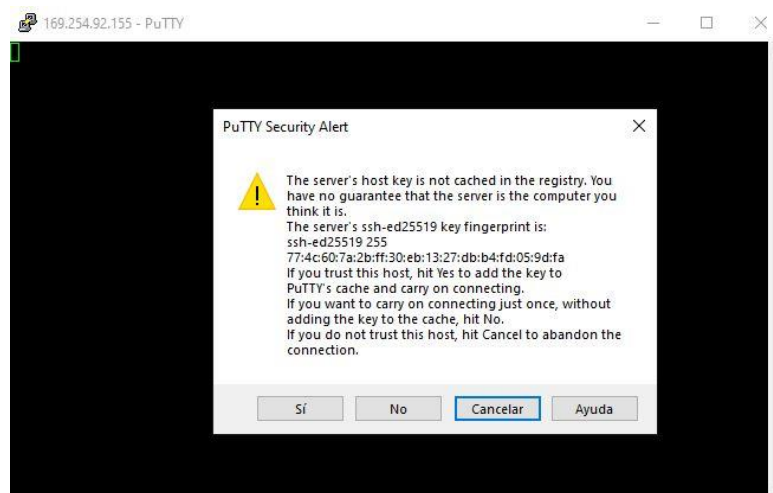 169.254.92.155 - PuTTY
PuTTY Security Alert
The server's host key is not cached in the registry. You
have no guarantee that the server is the computer you
think it is.
The server's ssh-ed25519 key fingerprint is:
ssh-ed25519 255
77:4c:60:7a:2b:ff:30:eb:13:27:db:b4:fd:05:9d:fa
If you trust this host, hit Yes to add the key to
PuTTY's cache and carry on connecting.
If you want to carry on connecting just once, without
adding the key to the cache, hit No.
If you do not trust this host, hit Cancel to abandon the
connection.
Sí No Cancelar Ayuda